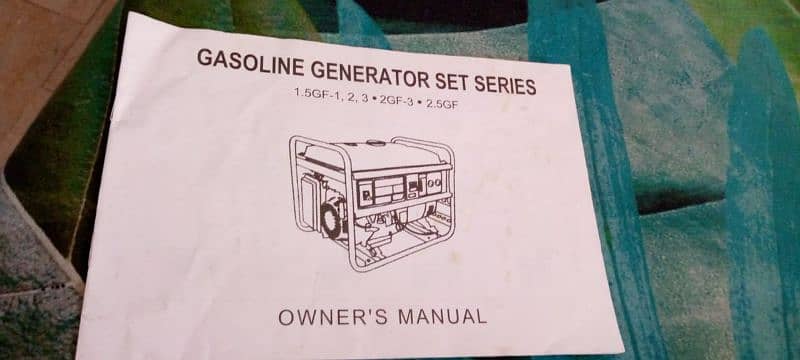 GASOLINE GENERATOR SET SERIES
1.5GF-1, 2, 3 • 2GF-3 • 2.5GF
OWNER'S MANUAL